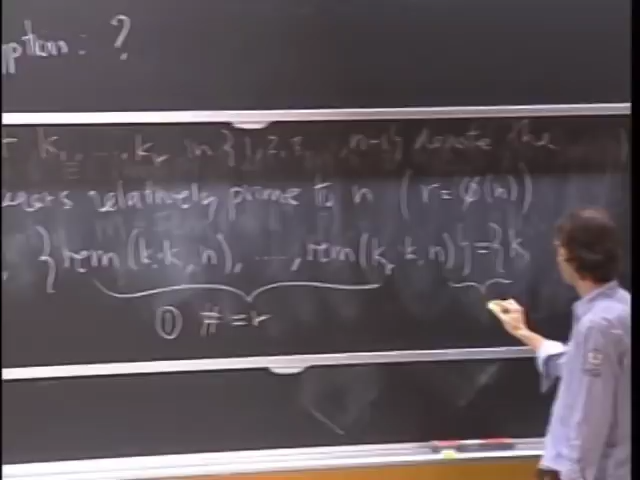 ption: ?
k₁, ..., kᵣ in {1,2,3,..., n-1} denote the
relatively prime to n (r = φ(n))
{rem(k₁·k, n), ..., rem(kᵣ·k, n)} = {k
① # = r